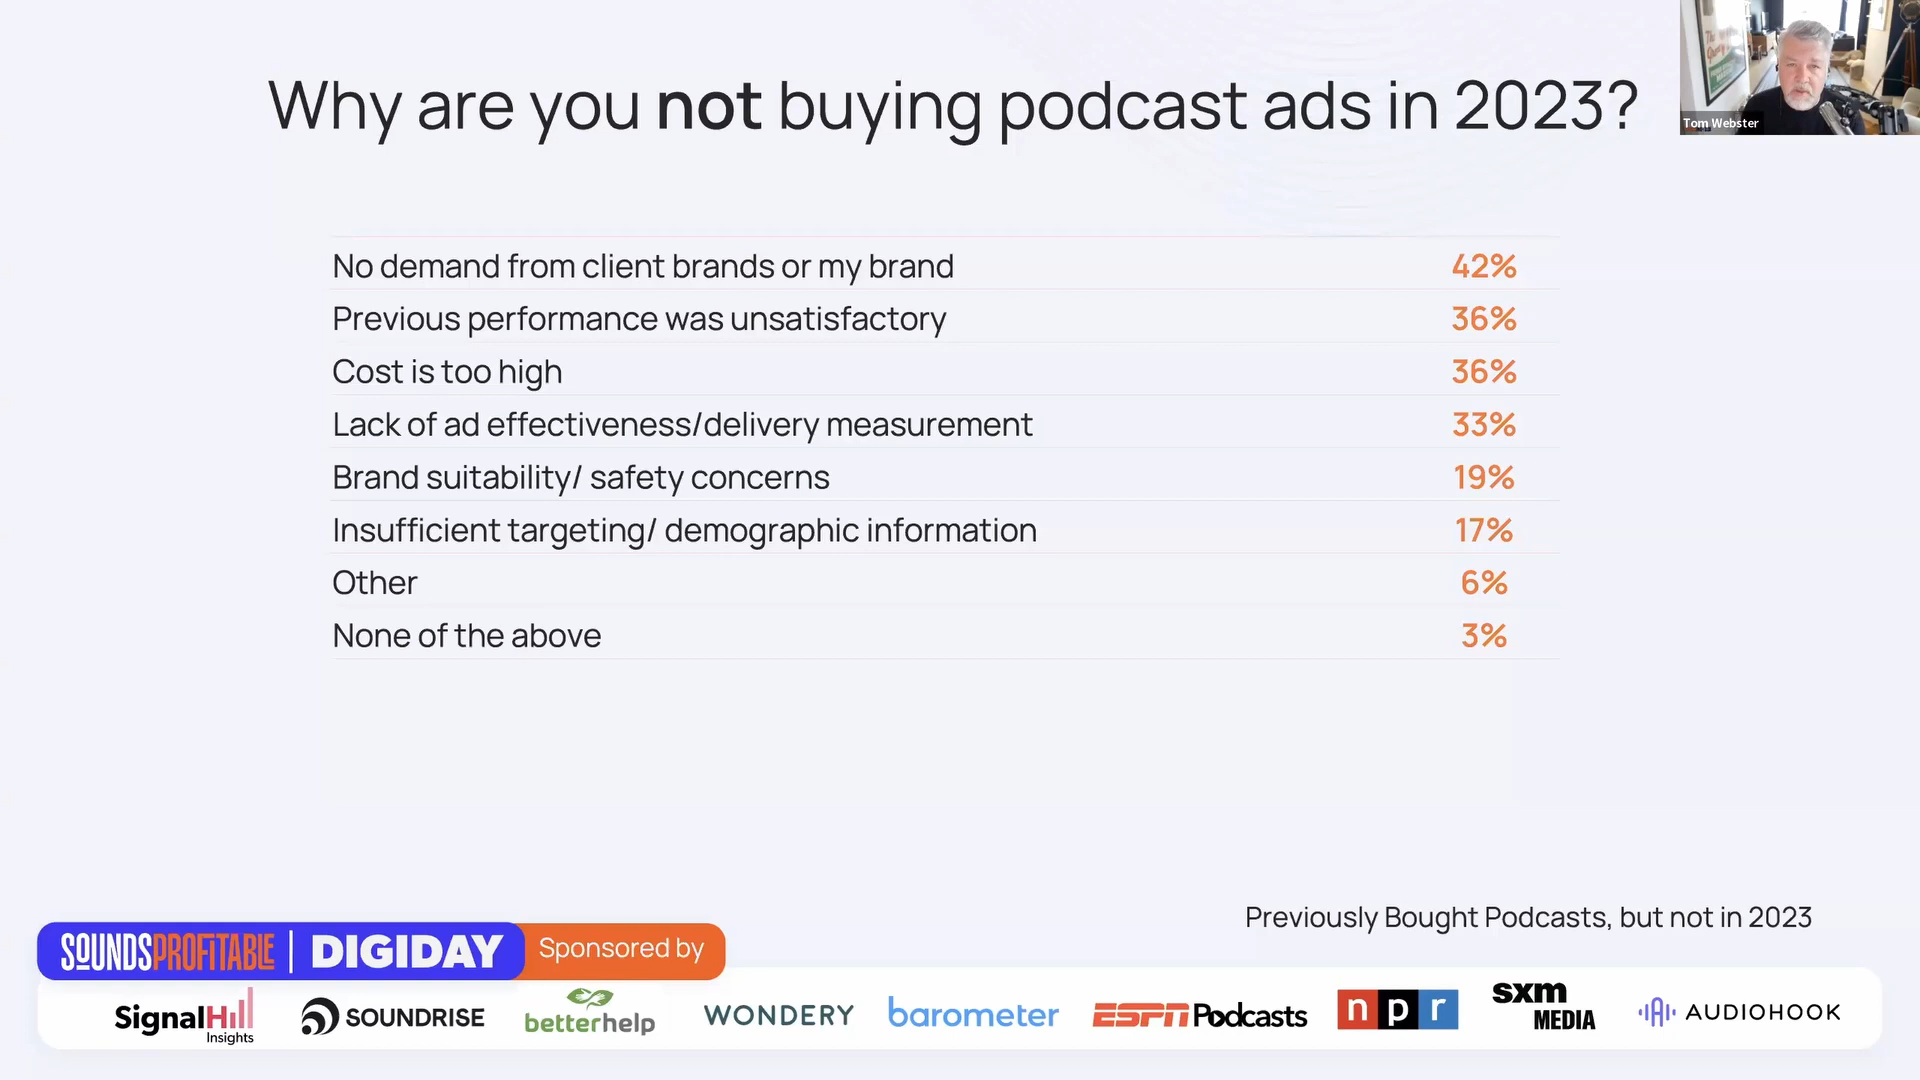 Why are you not buying podcast ads in 2023?
Tom Webster
No demand from client brands or my brand 42%
Previous performance was unsatisfactory 36%
Cost is too high 36%
Lack of ad effectiveness/delivery measurement 33%
Brand suitability/ safety concerns 19%
Insufficient targeting/ demographic information 17%
Other 6%
None of the above 3%
Previously Bought Podcasts, but not in 2023
SOUNDSPROFITABLE | DIGIDAY Sponsored by
SignalHill Insights
SOUNDRISE
betterhelp
WONDERY
barometer
ESPN Podcasts
npr
sxm MEDIA
AUDIOHOOK